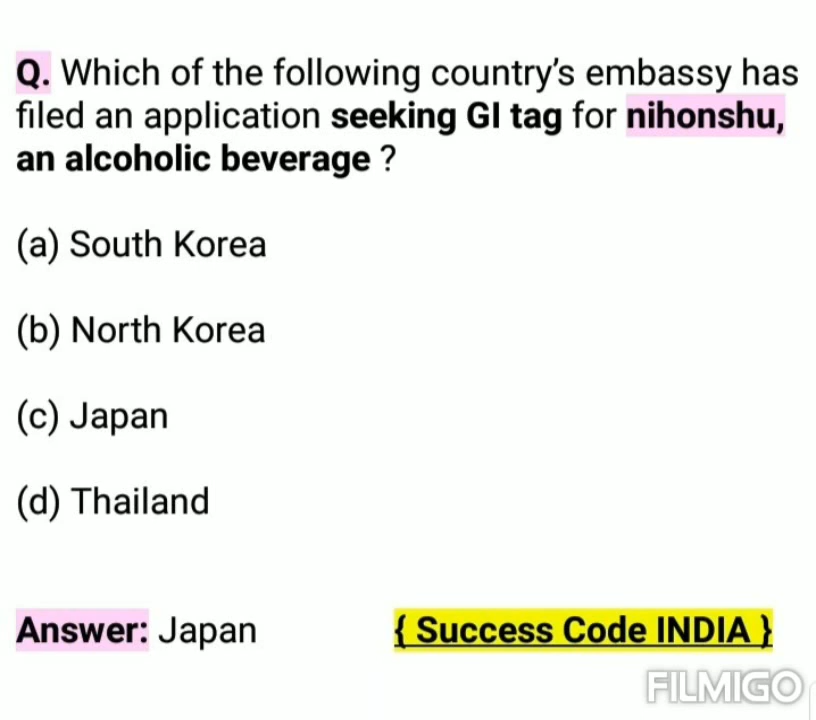 Q. Which of the following country's embassy has
filed an application seeking GI tag for nihonshu,
an alcoholic beverage ?
(a) South Korea
(b) North Korea
(c) Japan
(d) Thailand
Answer: Japan
{ Success Code INDIA }
FILMIGO